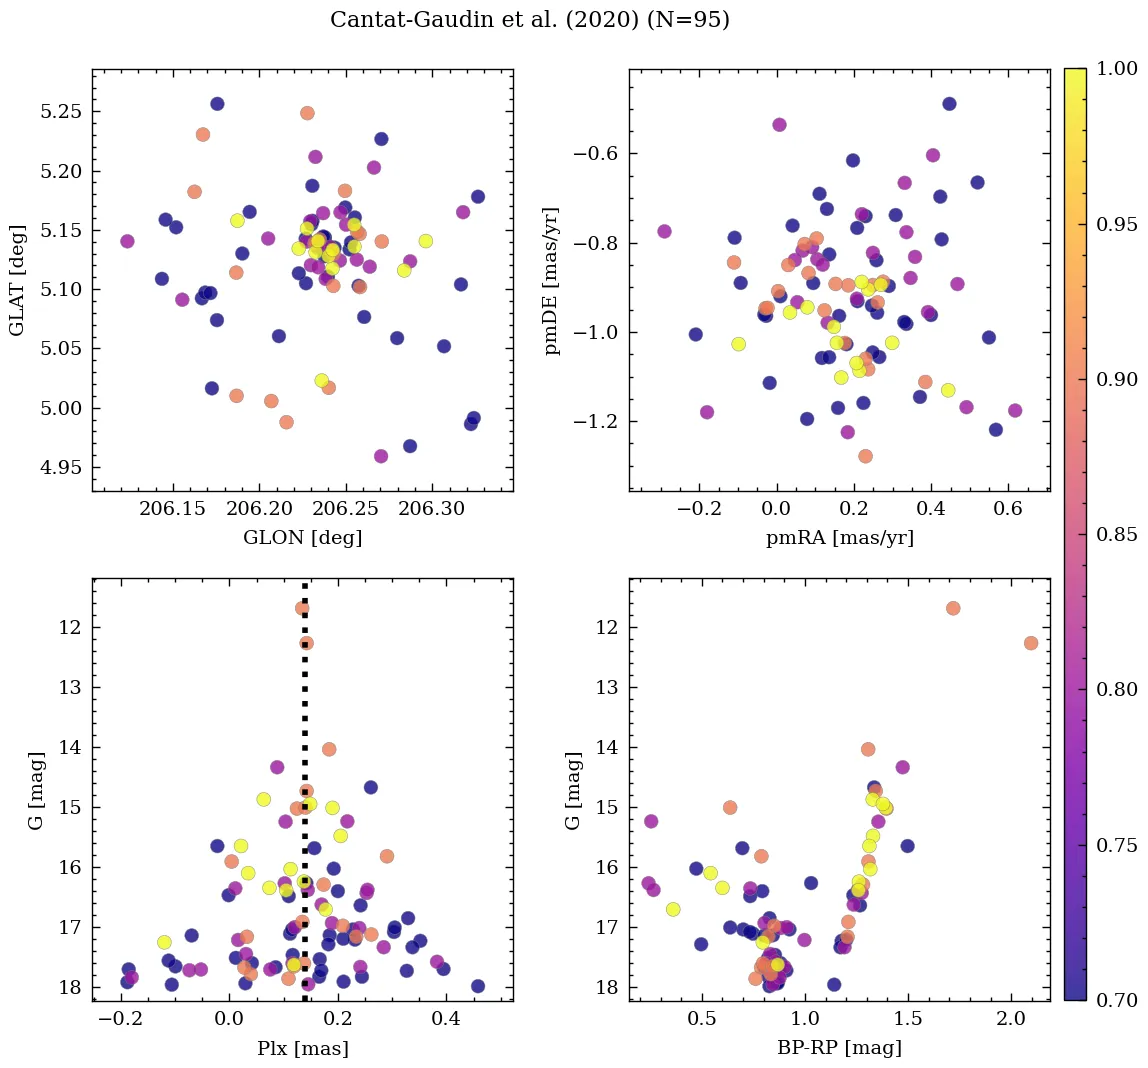 Cantat-Gaudin et al. (2020) (N=95)
5.25
5.20
5.15
5.10
5.05
5.00
4.95
GLAT [deg]
206.15 206.20 206.25 206.30
GLON [deg]
−0.6
−0.8
−1.0
−1.2
pmDE [mas/yr]
−0.2 0.0 0.2 0.4 0.6
pmRA [mas/yr]
1.00
0.95
0.90
0.85
0.80
0.75
0.70
12
13
14
15
16
17
18
G [mag]
−0.2 0.0 0.2 0.4
Plx [mas]
12
13
14
15
16
17
18
G [mag]
0.5 1.0 1.5 2.0
BP-RP [mag]